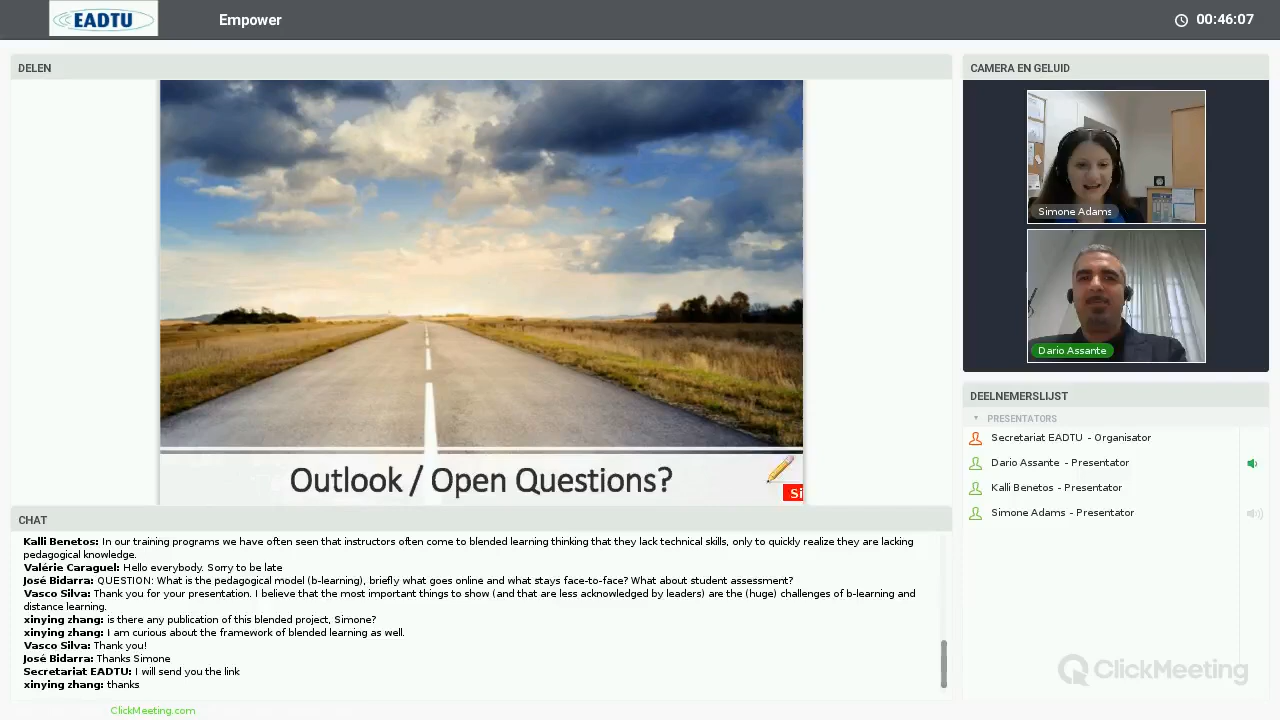 EADTU
Empower
00:46:07
DELEN
Outlook / Open Questions?
Si
CAMERA EN GELUID
Simone Adams
Dario Assante
DEELNEMERSLIJST
PRESENTATORS
Secretariat EADTU - Organisator
Dario Assante - Presentator
Kalli Benetos - Presentator
Simone Adams - Presentator
ClickMeeting
CHAT
Kalli Benetos: In our training programs we have often seen that instructors often come to blended learning thinking that they lack technical skills, only to quickly realize they are lacking
pedagogical knowledge.
Valérie Caraguel: Hello everybody. Sorry to be late
José Bidarra: QUESTION: What is the pedagogical model (b-learning), briefly what goes online and what stays face-to-face? What about student assessment?
Vasco Silva: Thank you for your presentation. I believe that the most important things to show (and that are less acknowledged by leaders) are the (huge) challenges of b-learning and
distance learning.
xinying zhang: is there any publication of this blended project, Simone?
xinying zhang: I am curious about the framework of blended learning as well.
Vasco Silva: Thank you!
José Bidarra: Thanks Simone
Secretariat EADTU: I will send you the link
xinying zhang: thanks
ClickMeeting.com